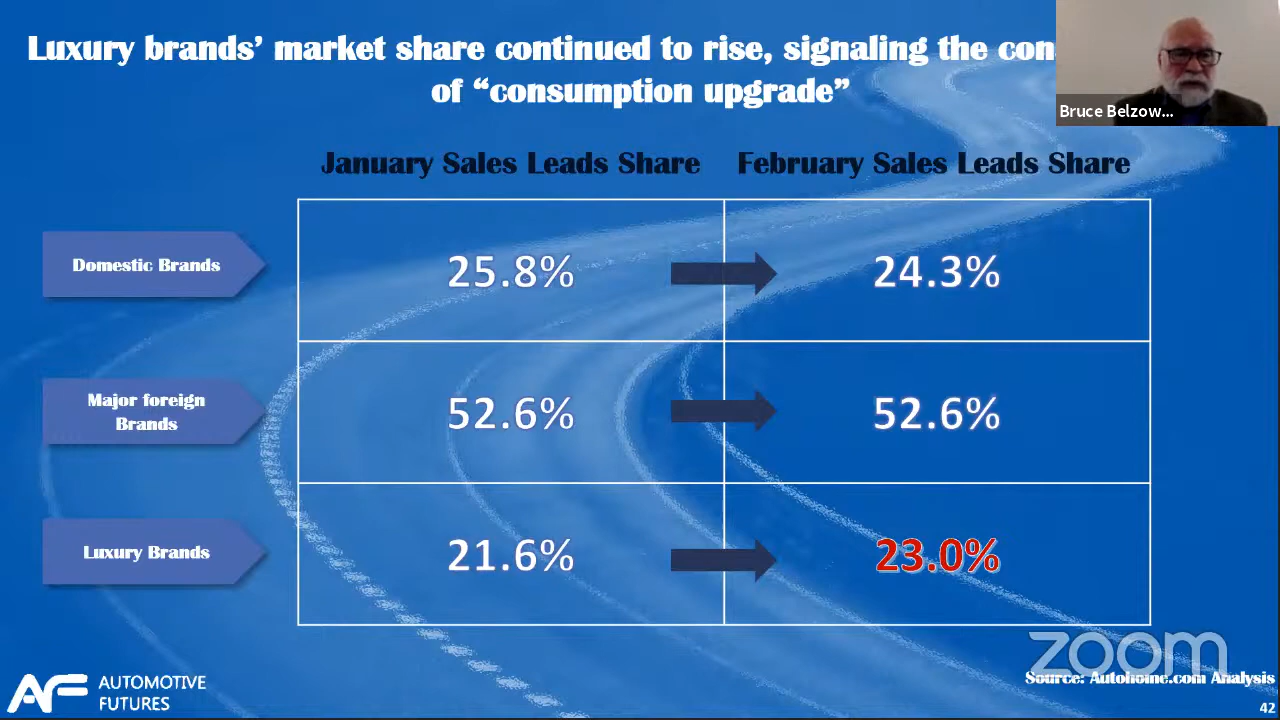 Luxury brands’ market share continued to rise, signaling the
of “consumption upgrade”
Bruce Belzow...
January Sales Leads Share February Sales Leads Share
Domestic Brands 25.8% 24.3%
Major foreign
Brands
52.6% 52.6%
Luxury Brands 21.6% 23.0%
zoom
Source: Autohome.com Analysis
AF AUTOMOTIVE
FUTURES
42